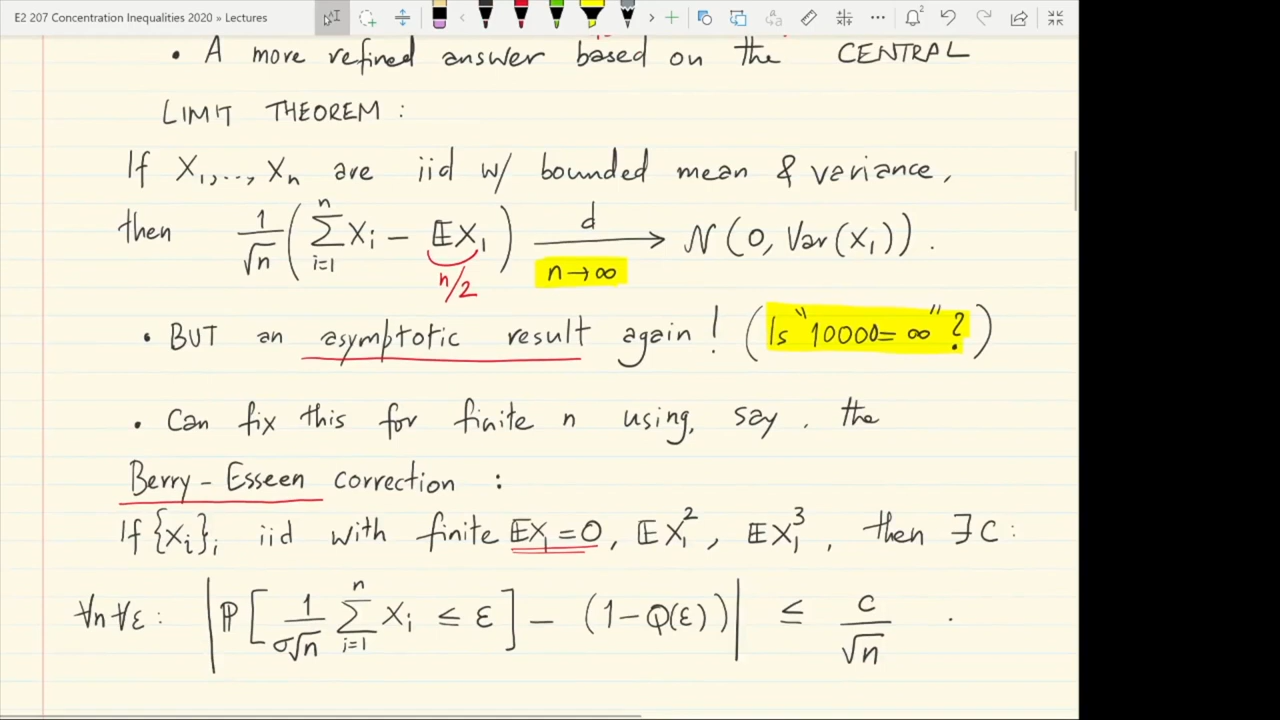 E2 207 Concentration Inequalities 2020 » Lectures
• A more refined answer based on the CENTRAL
LIMIT THEOREM :
If X₁,..., Xₙ are iid w/ bounded mean & variance,
then 1/√n ( ∑ᵢ₌₁ⁿ Xᵢ − 𝔼X₁ ) →ᵈ N(0, Var(X₁)).
n/2 n→∞
• BUT an asymptotic result again! (Is "10000= ∞"?)
• Can fix this for finite n using, say, the
Berry - Esseen correction :
If {Xᵢ}ᵢ iid with finite 𝔼X₁=0, 𝔼X₁², 𝔼X₁³, then ∃C:
∀n∀ε: | ℙ[ 1/(σ√n) ∑ᵢ₌₁ⁿ Xᵢ ≤ ε ] − (1−Q(ε)) | ≤ c/√n .